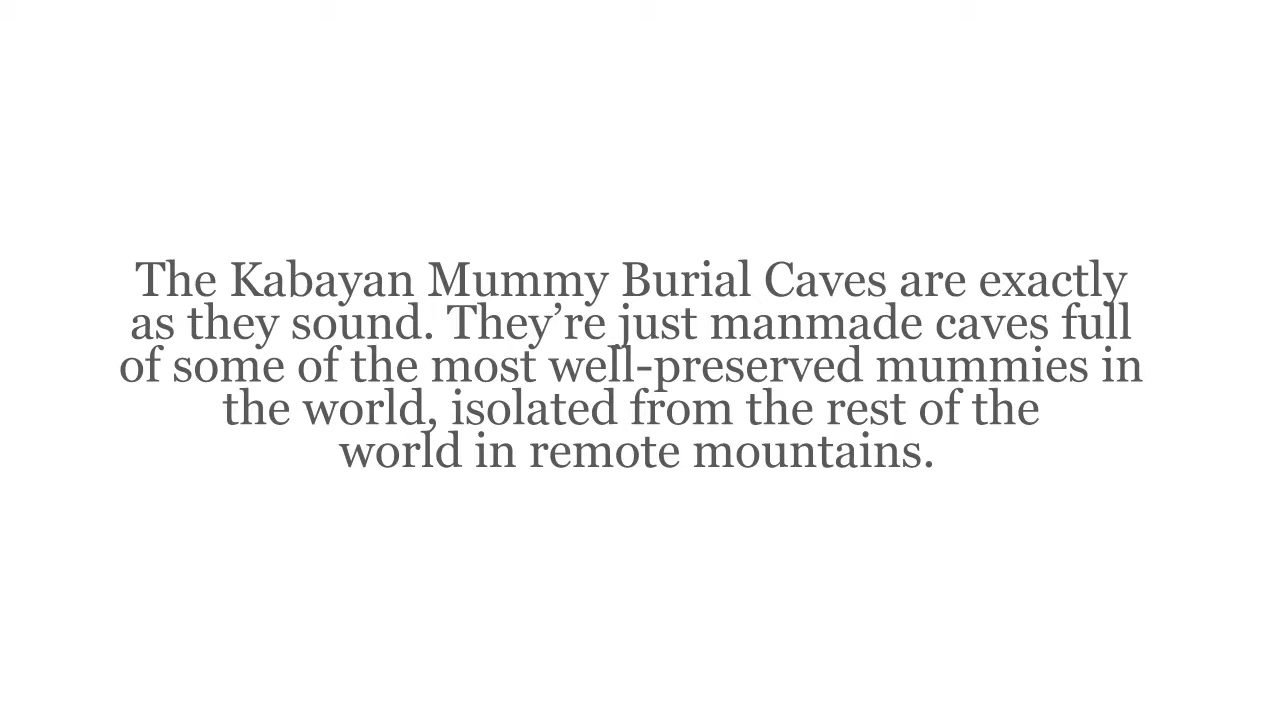 The Kabayan Mummy Burial Caves are exactly
as they sound. They’re just manmade caves full
of some of the most well-preserved mummies in
the world, isolated from the rest of the
world in remote mountains.